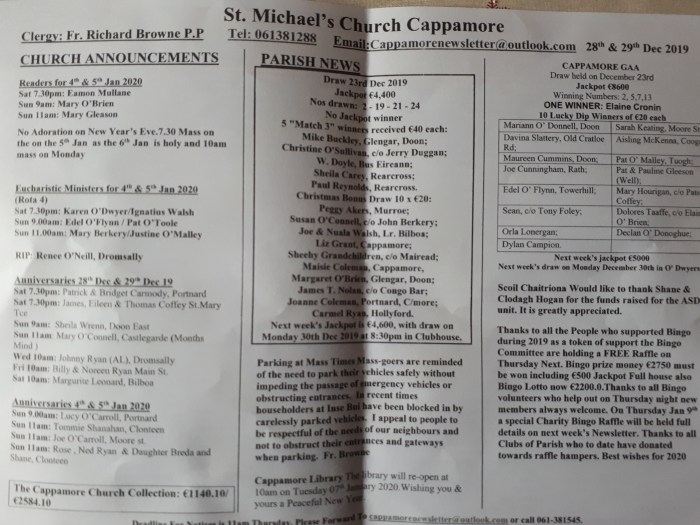 St. Michael's Church Cappamore
Clergy: Fr. Richard Browne P.P
Tel: 061381288
Email:Cappamorenewsletter@outlook.com
28th & 29th Dec 2019
CHURCH ANNOUNCEMENTS
Readers for 4th & 5th Jan 2020
Sat 7.30pm: Eamon Mullane
Sun 9am: Mary O'Brien
Sun 11am: Mary Gleason
No Adoration on New Year's Eve.7.30 Mass on
the on the 5th Jan as the 6th Jan is holy and 10am
mass on Monday
Eucharistic Ministers for 4th & 5th Jan 2020
(Rota 4)
Sat 7.30pm: Karen O'Dwyer/Ignatius Walsh
Sun 9.00am: Edel O'Flynn / Pat O'Toole
Sun 11.00am: Mary Berkery/Justine O'Malley
RIP: Renee O'Neill, Dromsally
Anniversaries 28th Dec & 29th Dec 19
Sat 7.30pm: Patrick & Bridget Carmody, Portnard
Sat 7.30pm: James, Eileen & Thomas Coffey St.Mary
Tce
Sun 9am: Sheila Wrenn, Doon East
Sun 11am: Mary O'Connell, Castlegarde (Months
Mind )
Wed 10am: Johnny Ryan (AL), Dromsally
Fri 10am: Billy & Noreen Ryan Main St.
Sat 10am: Margurite Leonard, Bilboa
Anniversaries 4th & 5th Jan 2020
Sun 9.00am: Lucy O'Carroll, Portnard
Sun 11am: Tommie Shanahan, Clonteen
Sun 11am: Joe O'Carroll, Moore st.
Sun 11am: Rose , Ned Ryan & Daughter Breda and
Shane, Clonteen
The Cappamore Church Collection: €1140.10/
€2584.10
PARISH NEWS
Draw 23rd Dec 2019
Jackpot €4,400
Nos drawn: 2 - 19 - 21 - 24
No Jackpot winner
5 "Match 3" winners received €40 each:
Mike Buckley, Glengar, Doon;
Christine O'Sullivan, c/o Jerry Duggan;
W. Doyle, Bus Eireann;
Sheila Carey, Rearcross;
Paul Reynolds, Rearcross.
Christmas Bonus Draw 10 x €20:
Peggy Akers, Murroe;
Susan O'Connell, c/o John Berkery;
Joe & Nuala Walsh, Lr. Bilboa;
Liz Grant, Cappamore;
Sheehy Grandchildren, c/o Mairead;
Maisie Coleman, Cappamore,
Margaret O'Brien, Glengar, Doon;
James T. Nolan, c/o Congo Bar;
Joanne Coleman, Portnard, C/more;
Carmel Ryan, Hollyford.
Next week's Jackpot is €4,600, with draw on
Monday 30th Dec 2019 at 8:30pm in Clubhouse.
Parking at Mass Times Mass-goers are reminded
of the need to park their vehicles safely without
impeding the passage of emergency vehicles or
obstructing entrances. In recent times
householders at Inse Bui have been blocked in by
carelessly parked vehicles. I appeal to people to
be respectful of the needs of our neighbours and
not to obstruct their entrances and gateways
when parking. Fr. Browne
Cappamore Library The library will re-open at
10am on Tuesday 07th January 2020.Wishing you &
yours a Peaceful New Year
CAPPAMORE GAA
Draw held on December 23rd
Jackpot €8600
Winning Numbers: 2, 5,7,13
ONE WINNER: Elaine Cronin
10 Lucky Dip Winners of €20 each
Mariann O' Donnell, Doon
Sarah Keating, Moore St
Davina Slattery, Old Cratloe
Rd;
Aisling McKenna,
Maureen Cummins, Doon;
Pat O' Malley, Tuogh;
Joe Cunningham, Rath;
Pat & Pauline Gleeson
(Well);
Edel O' Flynn, Towerhill;
Mary Hourigan, c/o
Coffey;
Sean, c/o Tony Foley;
Dolores Taaffe, c/o
O' Brien;
Orla Lonergan;
Declan O' Donoghue,
Dylan Campion.
Next week's jackpot €5000
Next week's draw on Monday December 30th in O' Dwyers
Scoil Chaitriona Would like to thank Shane &
Clodagh Hogan for the funds raised for the ASD
unit. It is greatly appreciated.
Thanks to all the People who supported Bingo
during 2019 as a token of support the Bingo
Committee are holding a FREE Raffle on
Thursday Next. Bingo prize money €2750 must
be won including €500 Jackpot Full house also
Bingo Lotto now €2200.0.Thanks to all Bingo
volunteers who help out on Thursday night new
members always welcome. On Thursday Jan 9th
a special Charity Bingo Raffle will be held full
details on next week's Newsletter. Thanks to all
Clubs of Parish who to date have donated
towards raffle hampers. Best wishes for 2020
Deadline For Notices is 11am Thursday. Please Forward To cappamorenewsletter@outlook.com or call 061-381545.